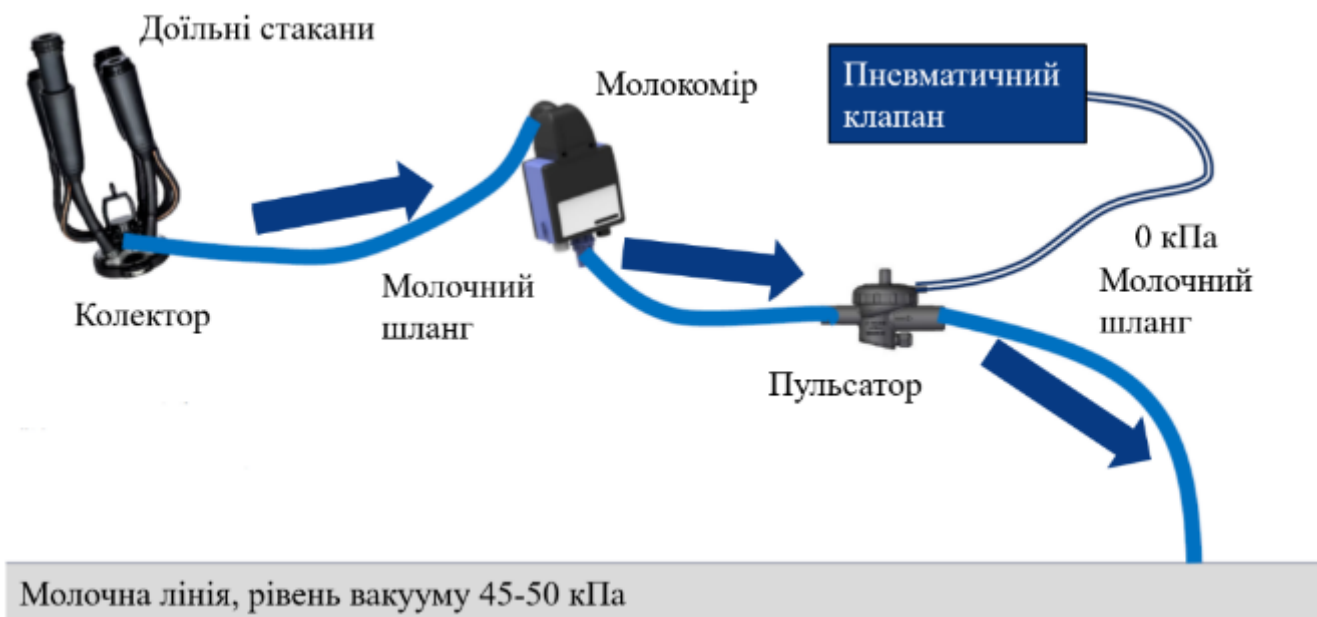 Доїльні стакани
Молокомір
Пневматичний
клапан
0 кПа
Молочний
шланг
Молочний
шланг
Колектор
Пульсатор
Молочна лінія, рівень вакууму 45-50 кПа